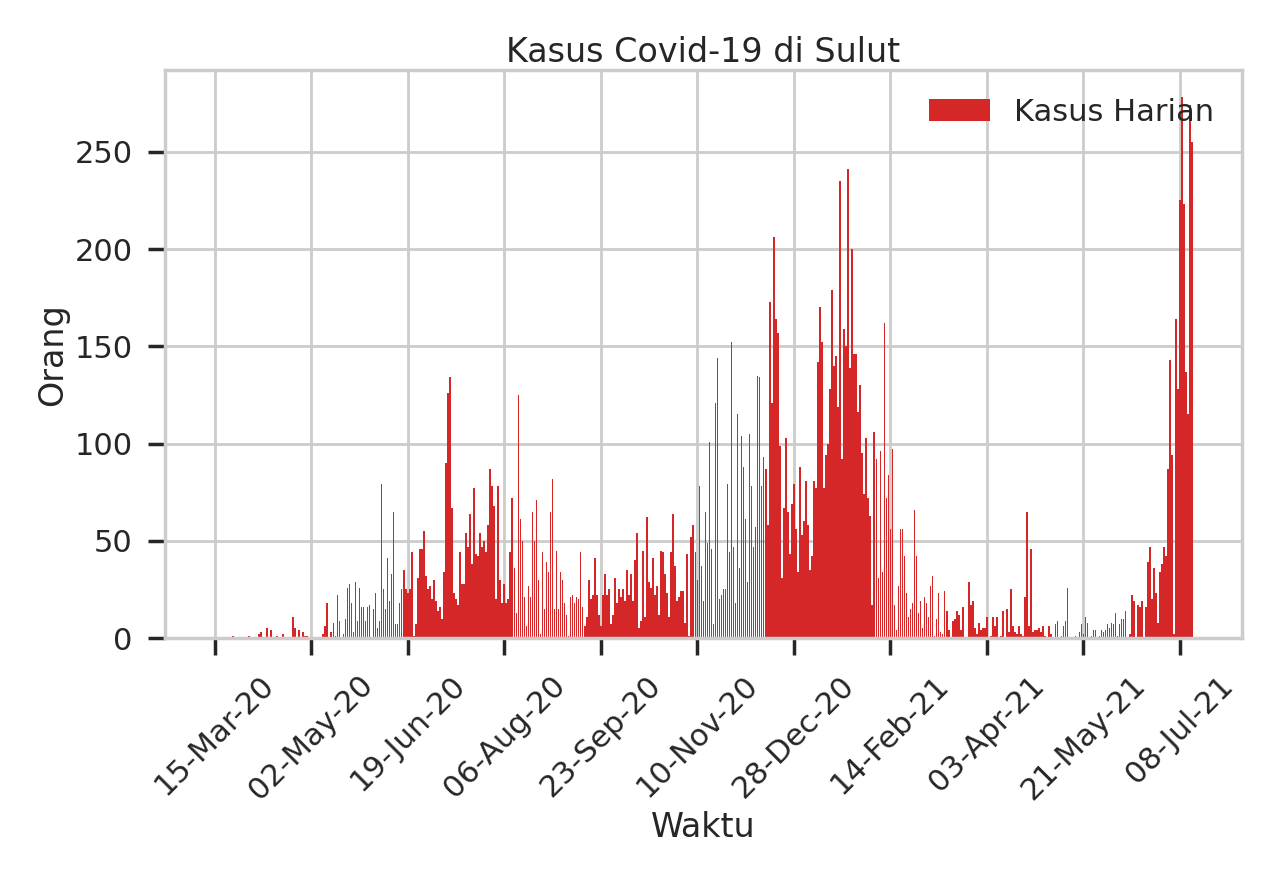 Kasus Covid-19 di Sulut
Kasus Harian
Orang
250
200
150
100
50
0
15-Mar-20
02-May-20
19-Jun-20
06-Aug-20
23-Sep-20
10-Nov-20
28-Dec-20
14-Feb-21
03-Apr-21
21-May-21
08-Jul-21
Waktu